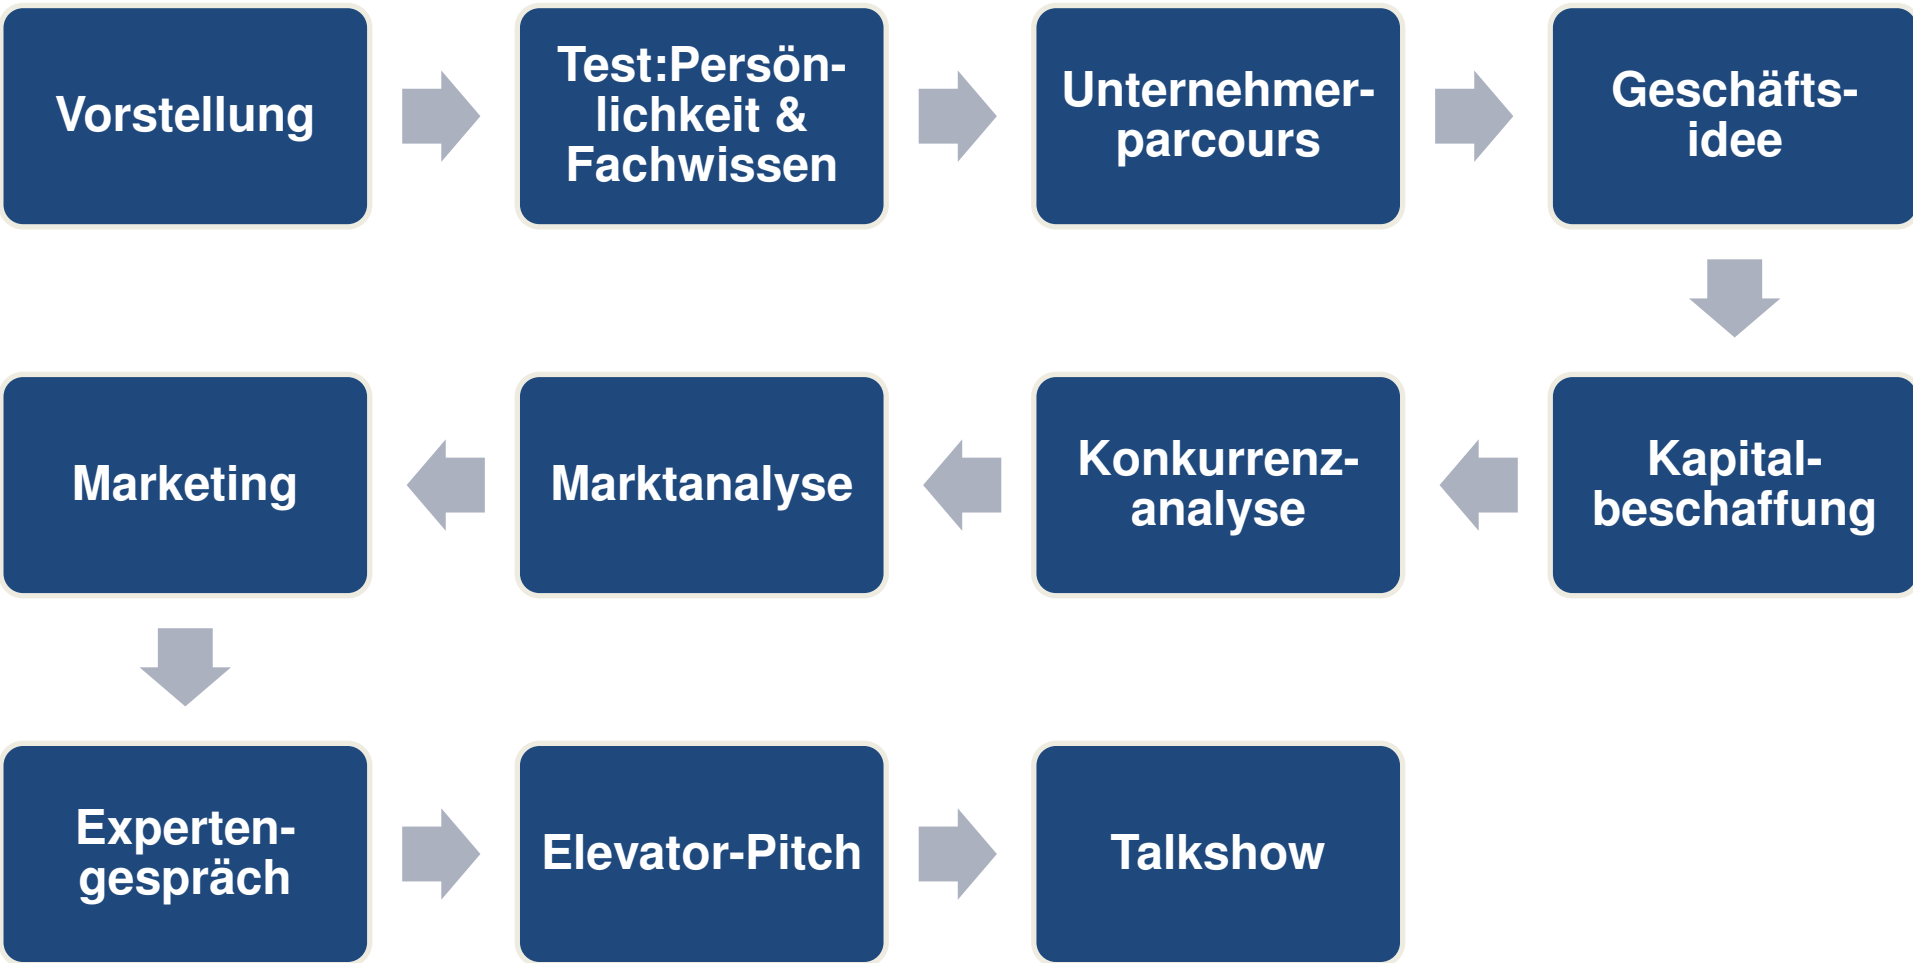 Vorstellung
Test:Persön-
lichkeit &
Fachwissen
Unternehmer-
parcours
Geschäfts-
idee
Kapital-
beschaffung
Konkurrenz-
analyse
Marktanalyse
Marketing
Experten-
gespräch
Elevator-Pitch
Talkshow